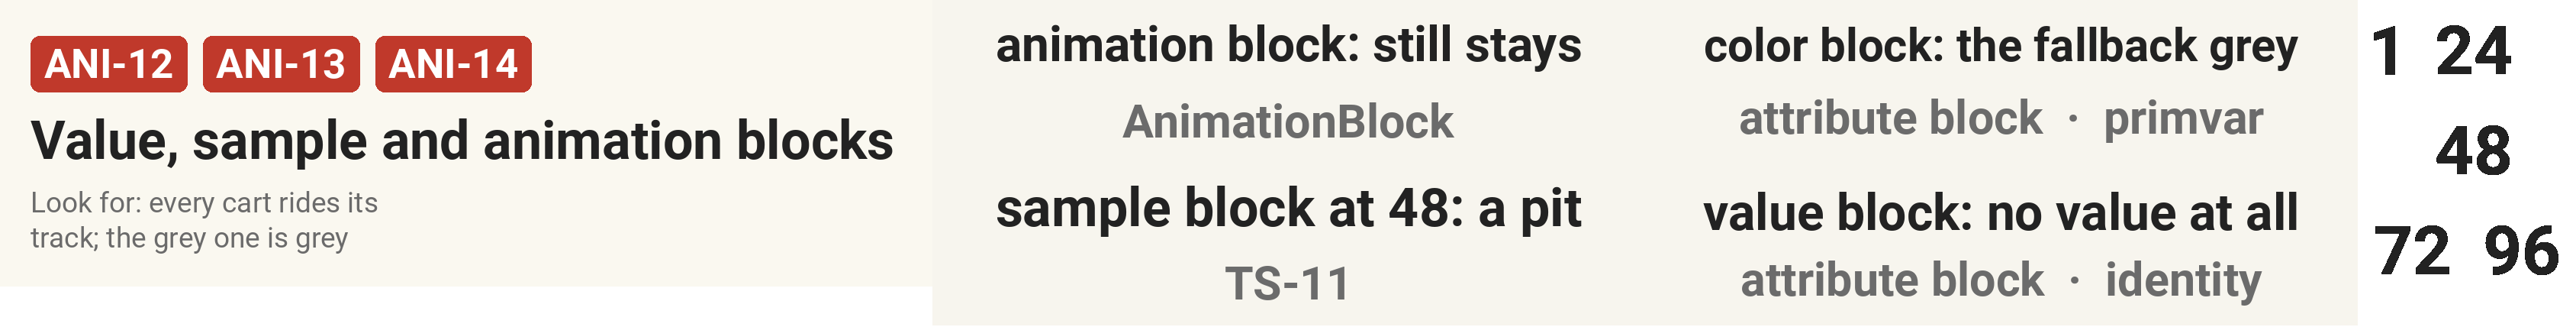 ANI-12 ANI-13 ANI-14
Value, sample and animation blocks
Look for: every cart rides its
track; the grey one is grey
animation block: still stays
AnimationBlock
sample block at 48: a pit
TS-11
color block: the fallback grey
attribute block · primvar
value block: no value at all
attribute block · identity
1 24
48
72 96